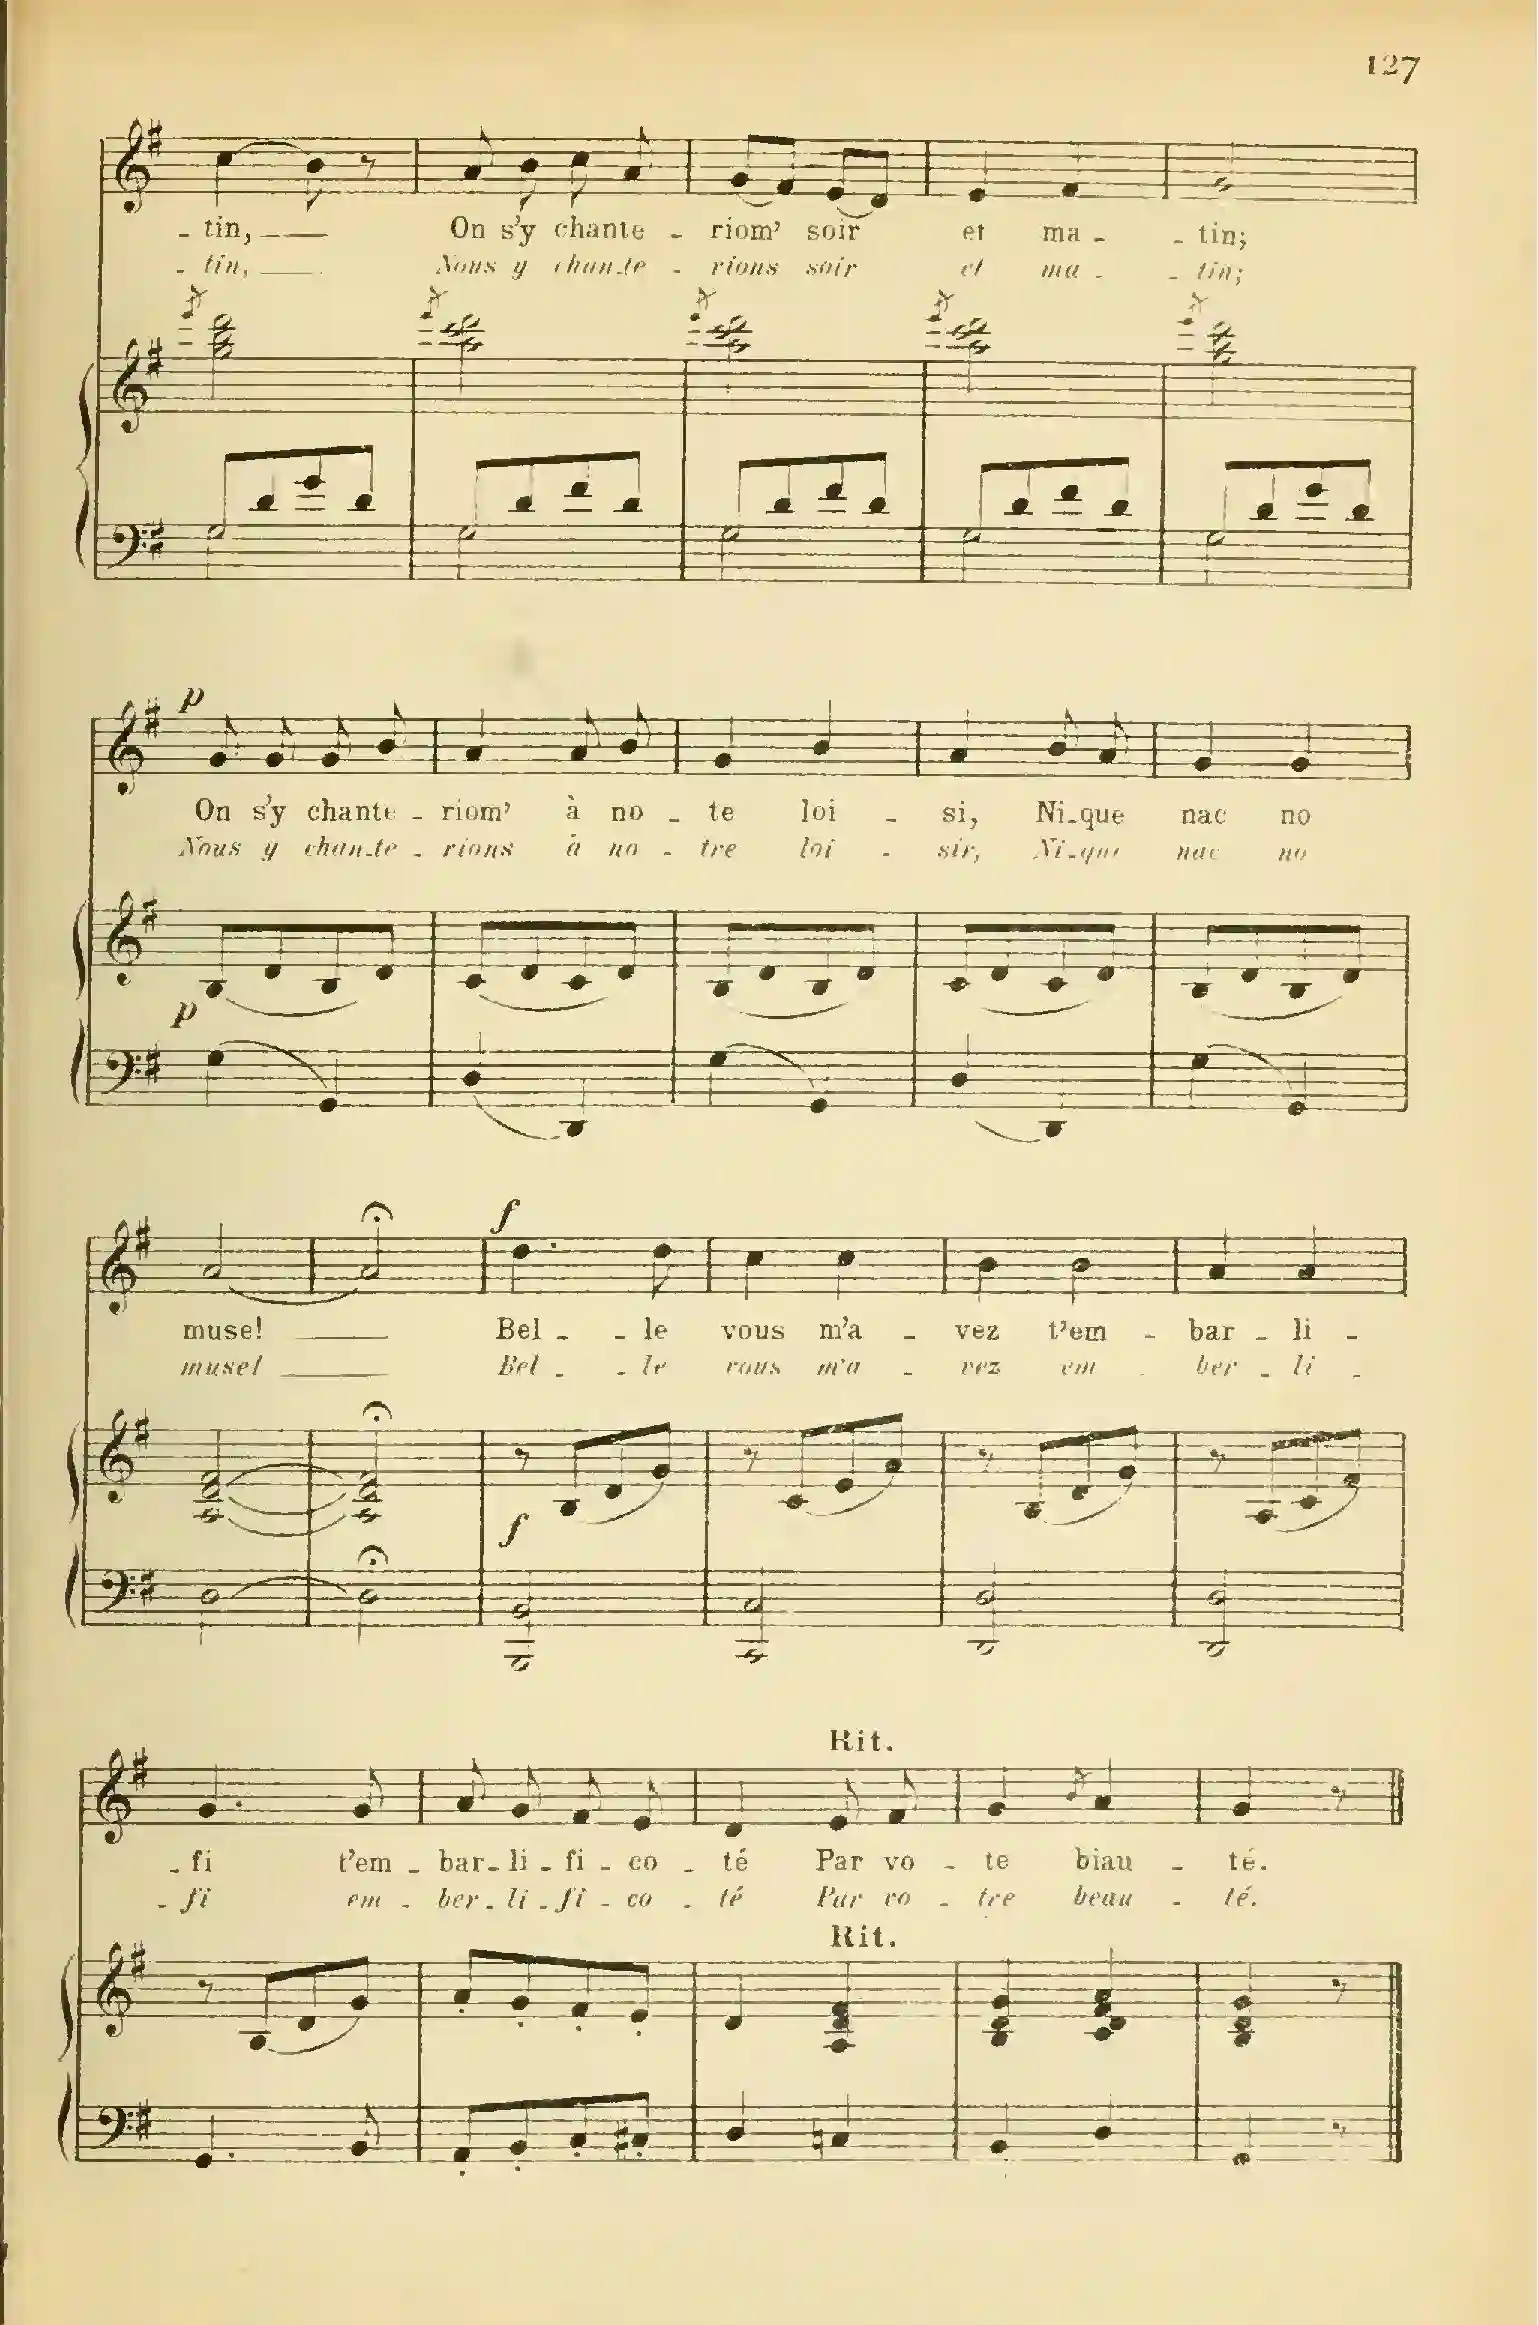 127
- tin, On s'y chante - riom' soir et ma - - tin;
- tin, Nous y chan-te - rions soir et ma - - tin;
p
On s'y chante - riom' à no - te loi - si, Ni-que nac no
Nous y chan-te - rions à no - tre loi - sir, Ni-que nac no
p
f
muse! Bel - - le vous m'a - vez t'em - bar - li -
muse! Bel - - le vous m'a - vez em - ber - li -
f
Rit.
- fi t'em - bar- li - fi - co - té Par vo - te biau - té.
- fi em - ber - li - fi - co - té Par vo - tre beau - té.
Rit.